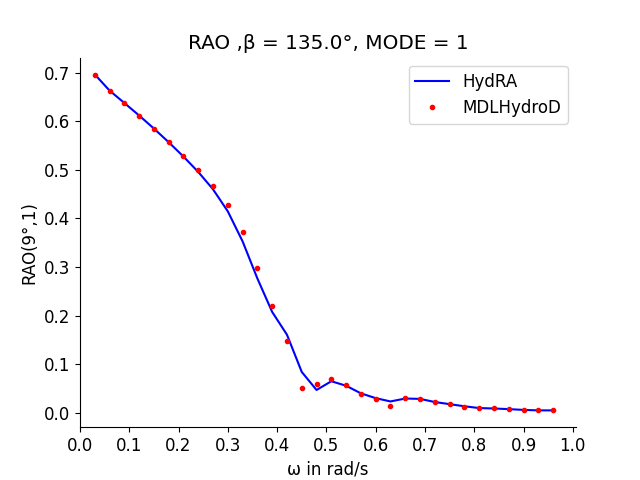 RAO ,β = 135.0°, MODE = 1
HydRA
MDLHydroD
RAO(9°,1)
0.7
0.6
0.5
0.4
0.3
0.2
0.1
0.0
0.0 0.1 0.2 0.3 0.4 0.5 0.6 0.7 0.8 0.9 1.0
ω in rad/s